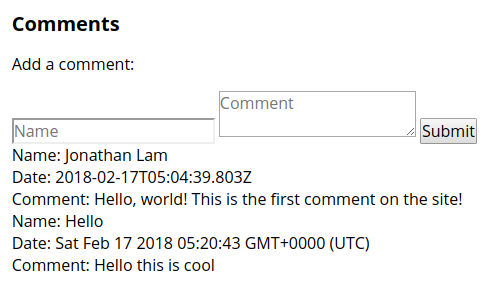 Comments
Add a comment:
Name
Comment
Submit
Name: Jonathan Lam
Date: 2018-02-17T05:04:39.803Z
Comment: Hello, world! This is the first comment on the site!
Name: Hello
Date: Sat Feb 17 2018 05:20:43 GMT+0000 (UTC)
Comment: Hello this is cool